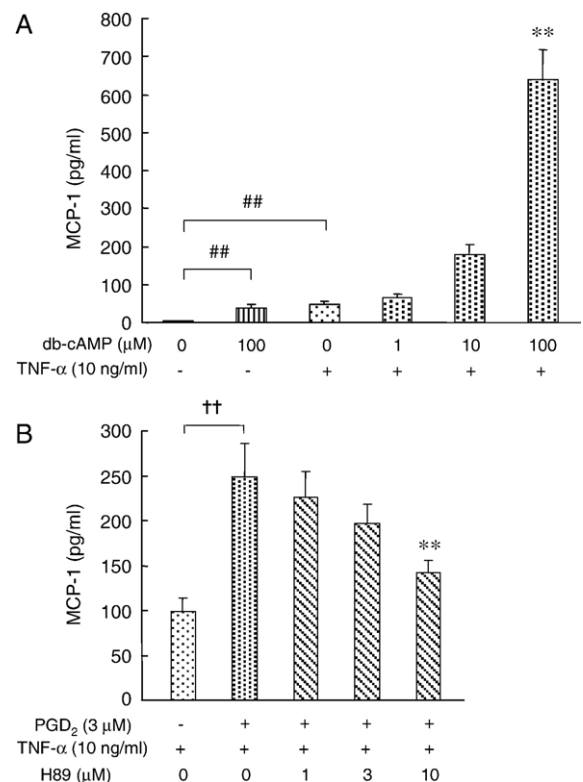 A
800
**
700
600
MCP-1 (pg/ml)
500
400
300
##
200
##
100
0
db-cAMP (μM) 0 100 0 1 10 100
TNF-α (10 ng/ml) - - + + + +
B
††
300
250
MCP-1 (pg/ml)
200
**
150
100
50
0
PGD₂ (3 μM) - + + + +
TNF-α (10 ng/ml) + + + + +
H89 (μM) 0 0 1 3 10